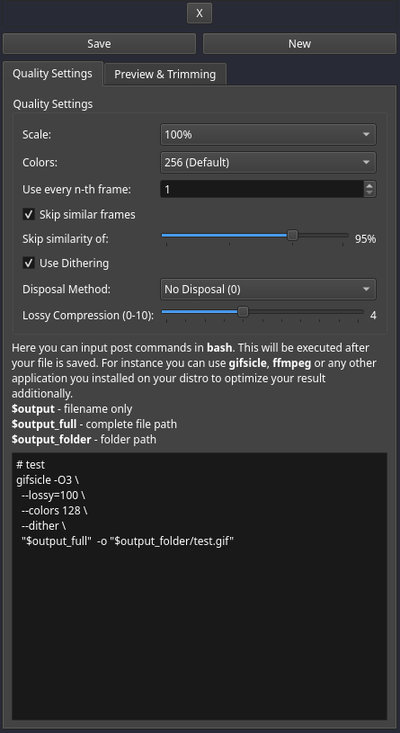 X
Save
New
Quality Settings
Preview & Trimming
Quality Settings
Scale:
100%
Colors:
256 (Default)
Use every n-th frame:
1
Skip similar frames
Skip similarity of:
95%
Use Dithering
Disposal Method:
No Disposal (0)
Lossy Compression (0-10):
4
Here you can input post commands in bash. This will be executed after
your file is saved. For instance you can use gifsicle, ffmpeg or any other
application you installed on your distro to optimize your result
additionally.
$output - filename only
$output_full - complete file path
$output_folder - folder path
# test
gifsicle -O3 \
--lossy=100 \
--colors 128 \
--dither \
"$output_full"  -o "$output_folder/test.gif"